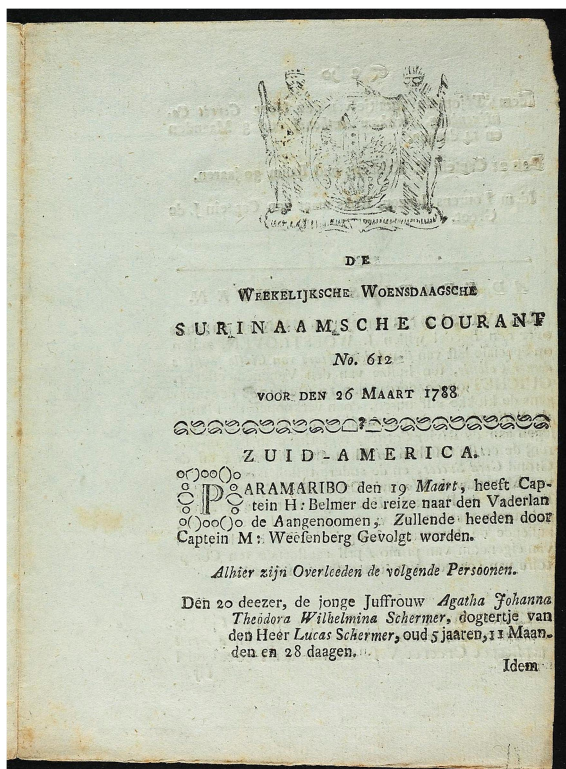 DE
WEEKELIJKSCHE WOENSDAAGSCHE
SURINAAMSCHE COURANT
No. 612
VOOR DEN 26 MAART 1788
ZUID-AMERICA.
PARAMARIBO den 19 Maart, heeft Cap-
tein H: Belmer de reize naar den Vaderlan
de Aangenoomen, Zullende heeden door
Captein M: Weesenberg Gevolgt worden.
Alhier zijn Overleeden de volgende Persoonen.
Den 20 deezer, de jonge Juffrouw Agatha Johanna
Theodora Wilhelmina Schermer, dogtertje van
den Heer Lucas Schermer, oud 5 jaaren, 11 Maan-
den en 28 daagen.
Idem